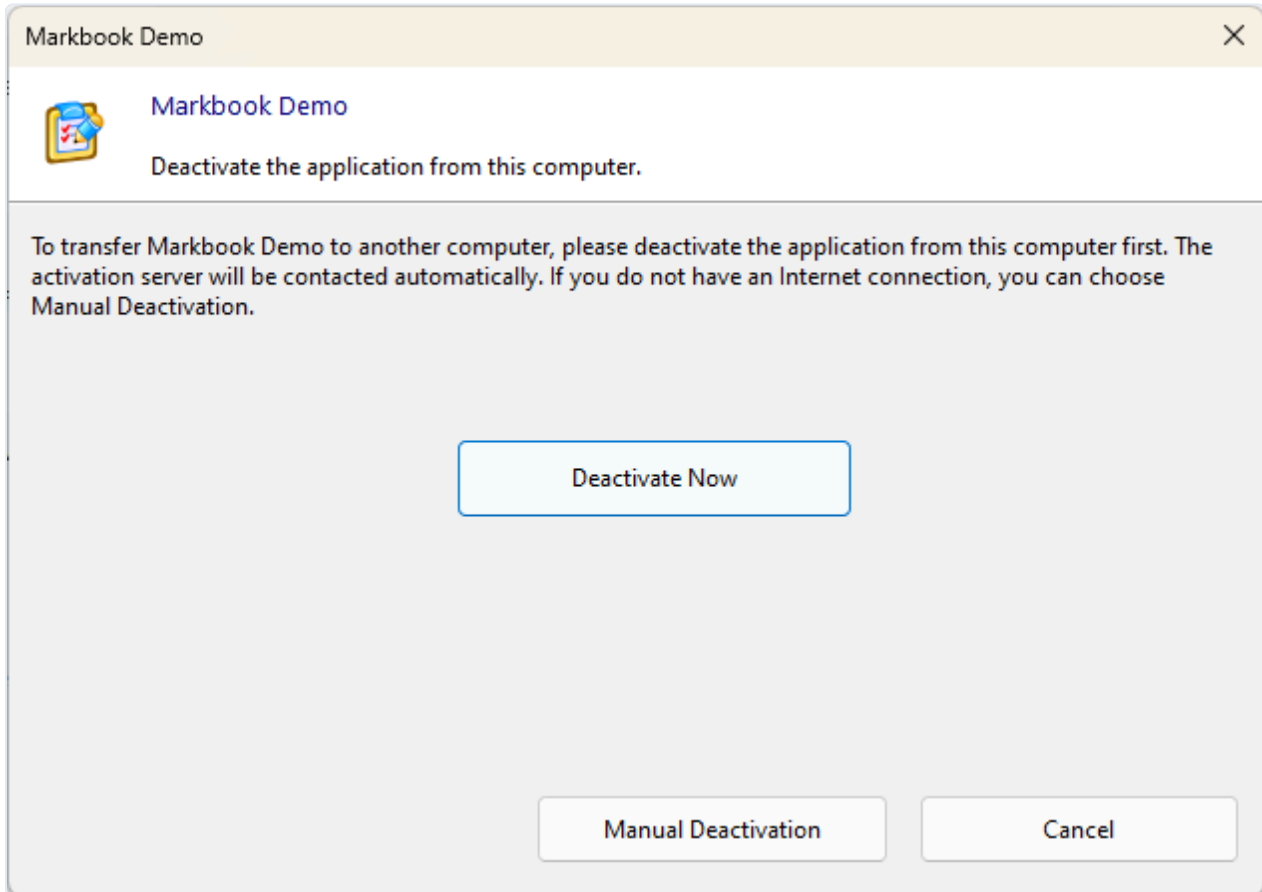 Markbook Demo
Markbook Demo
Deactivate the application from this computer.
To transfer Markbook Demo to another computer, please deactivate the application from this computer first. The
activation server will be contacted automatically. If you do not have an Internet connection, you can choose
Manual Deactivation.
Deactivate Now
Manual Deactivation
Cancel